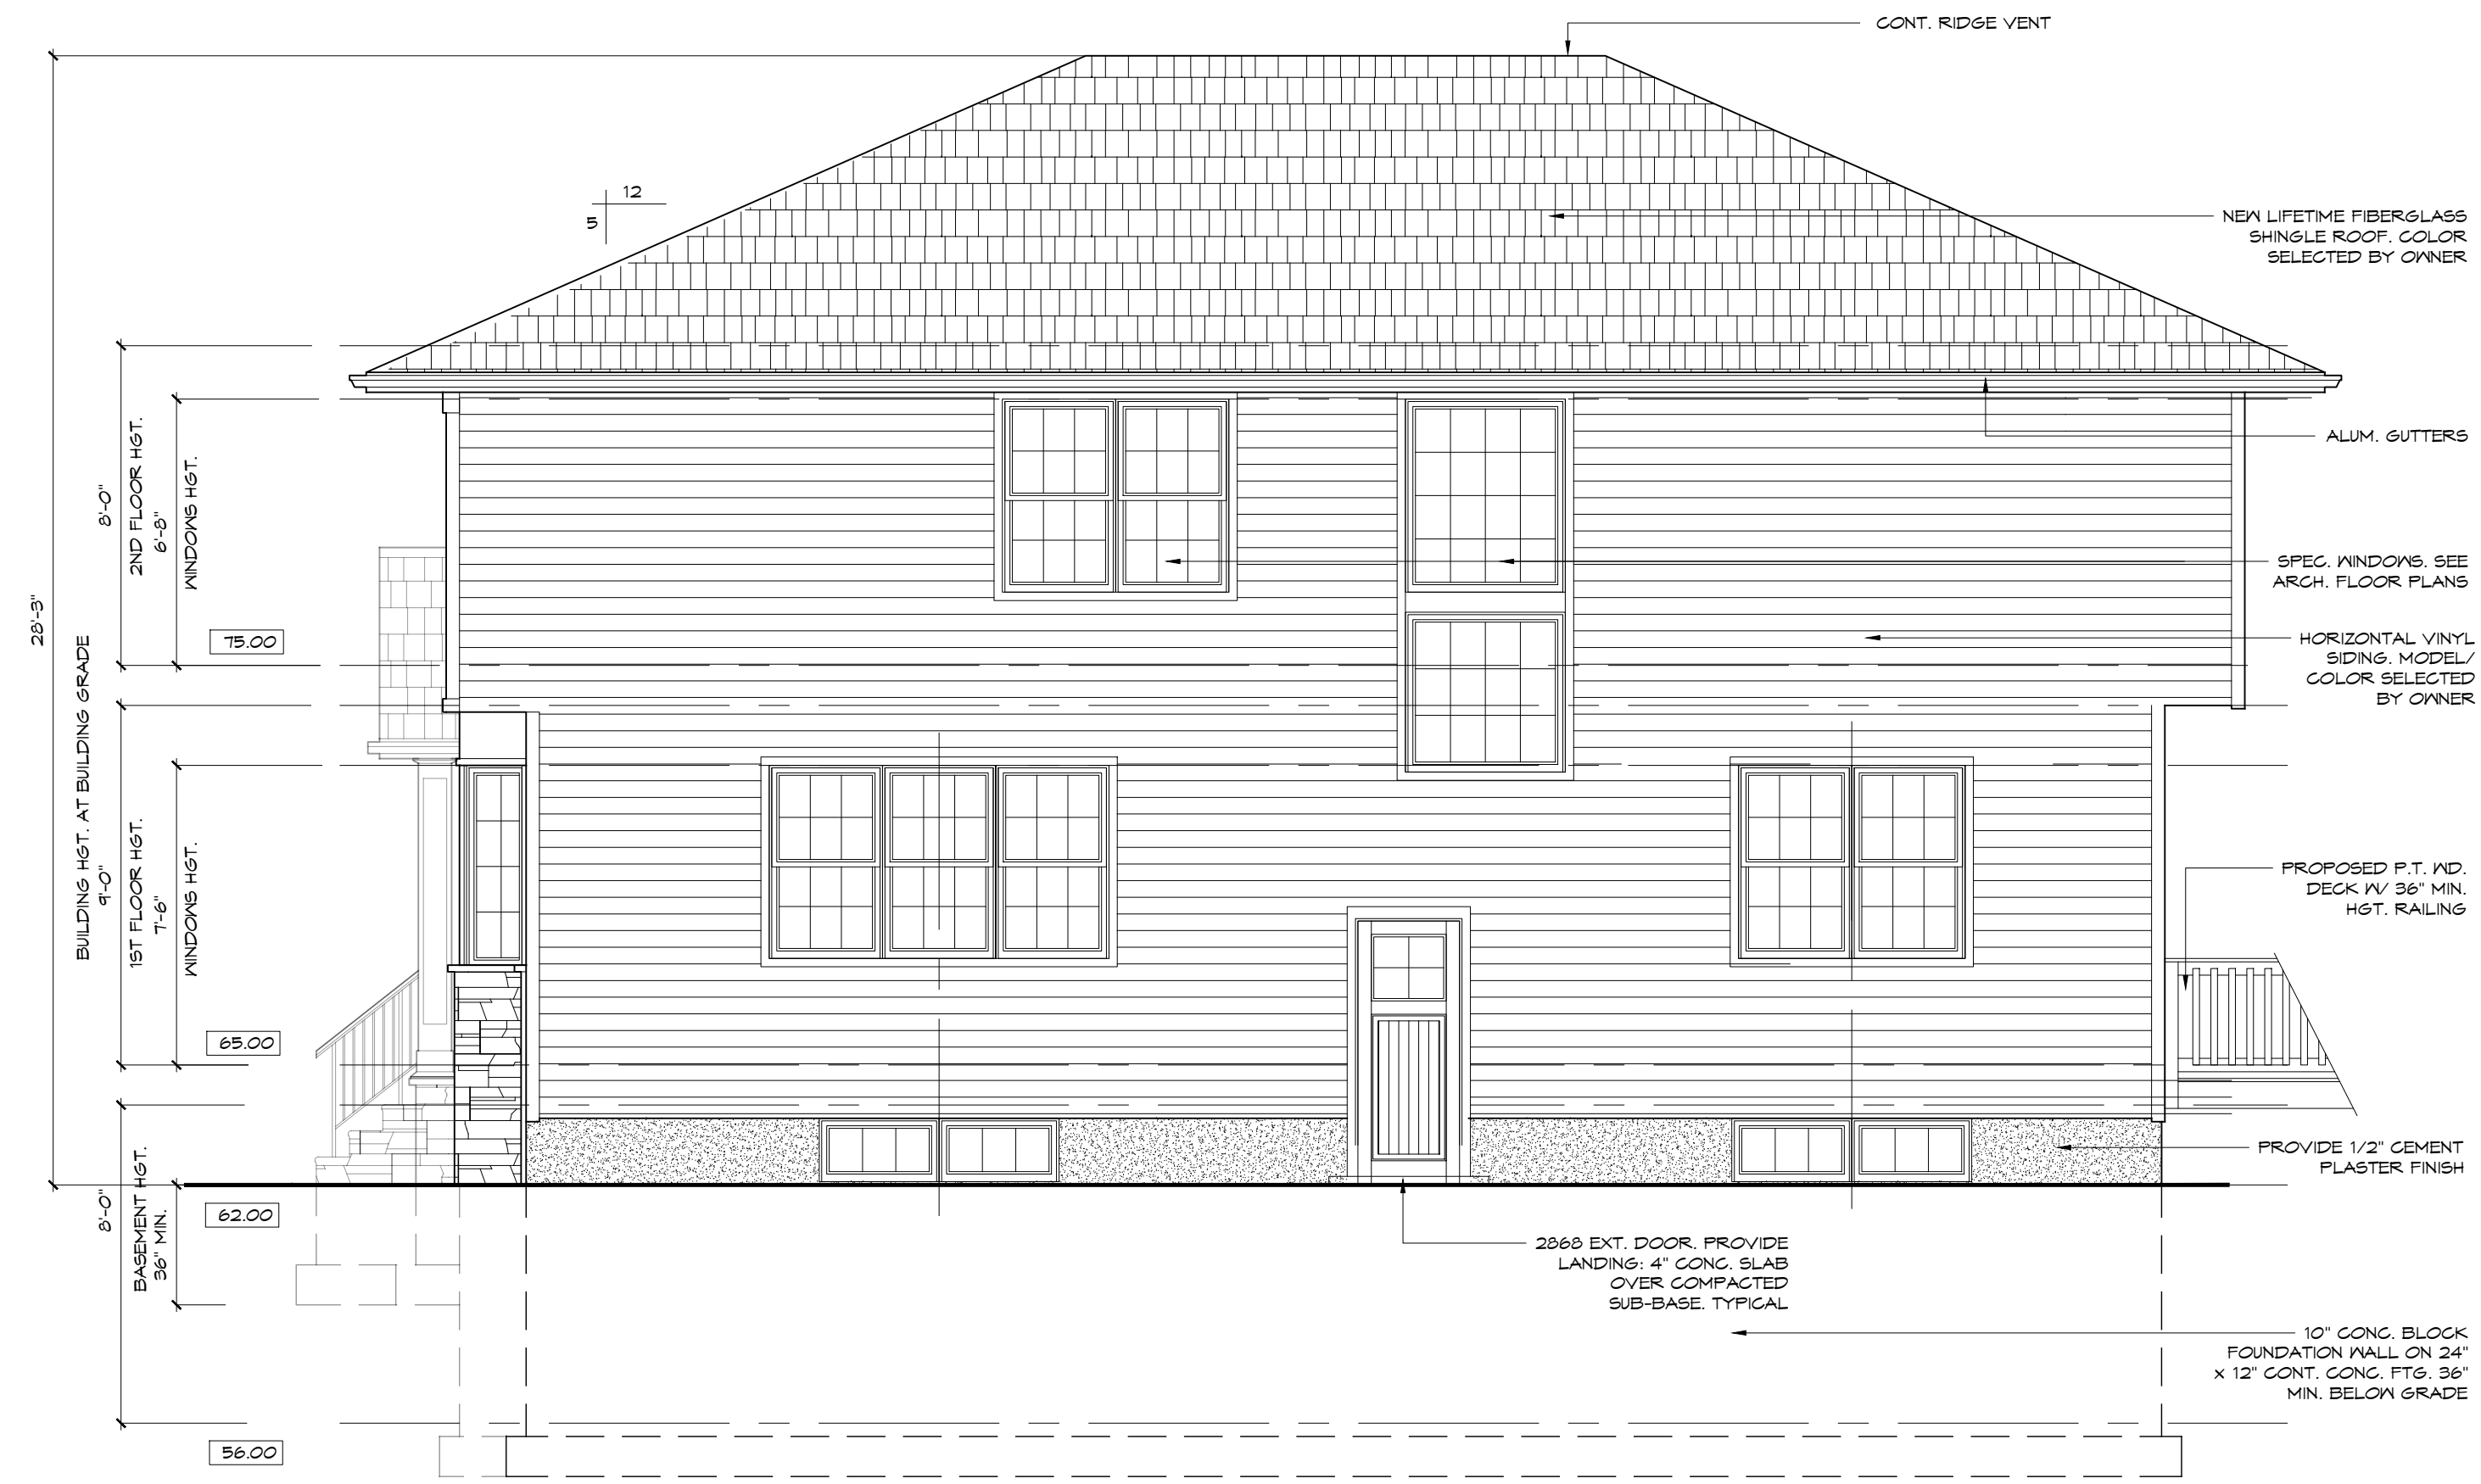 CONT. RIDGE VENT
12
5
NEW LIFETIME FIBERGLASS
SHINGLE ROOF. COLOR
SELECTED BY OWNER
ALUM. GUTTERS
SPEC. WINDOWS. SEE
ARCH. FLOOR PLANS
HORIZONTAL VINYL
SIDING. MODEL/
COLOR SELECTED
BY OWNER
PROPOSED P.T. WD.
DECK W/ 36" MIN.
HGT. RAILING
PROVIDE 1/2" CEMENT
PLASTER FINISH
2868 EXT. DOOR. PROVIDE
LANDING: 4" CONC. SLAB
OVER COMPACTED
SUB-BASE. TYPICAL
10" CONC. BLOCK
FOUNDATION WALL ON 24"
x 12" CONT. CONC. FTG. 36"
MIN. BELOW GRADE
28'-3"
BUILDING HGT. AT BUILDING GRADE
8'-0"
2ND FLOOR HGT.
6'-8"
WINDOWS HGT.
75.00
9'-0"
1ST FLOOR HGT.
7'-6"
WINDOWS HGT.
65.00
8'-0"
BASEMENT HGT.
36" MIN.
62.00
56.00